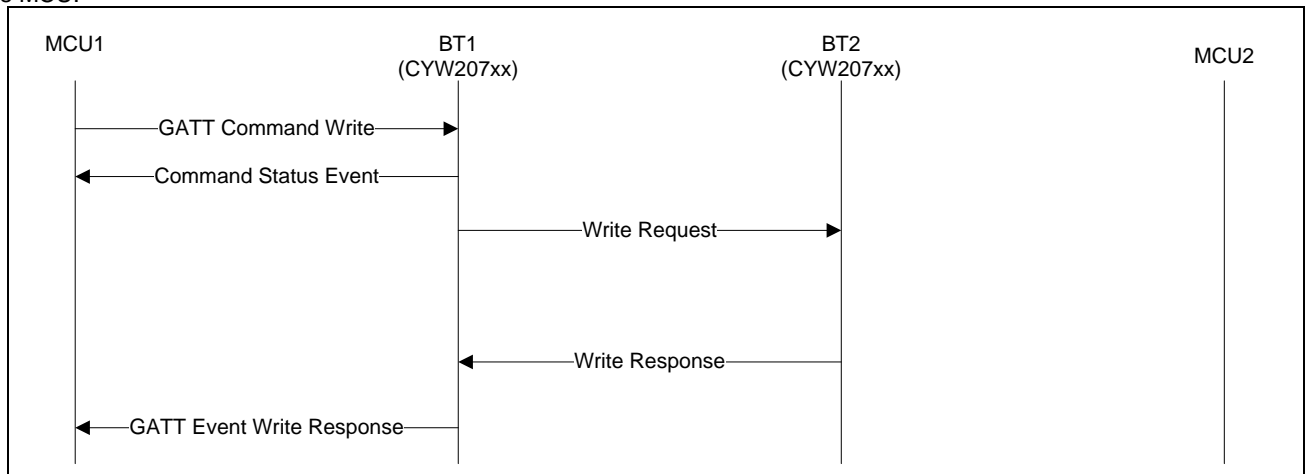 MCU1
BT1
(CYW207xx)
BT2
(CYW207xx)
MCU2
GATT Command Write
Command Status Event
Write Request
Write Response
GATT Event Write Response